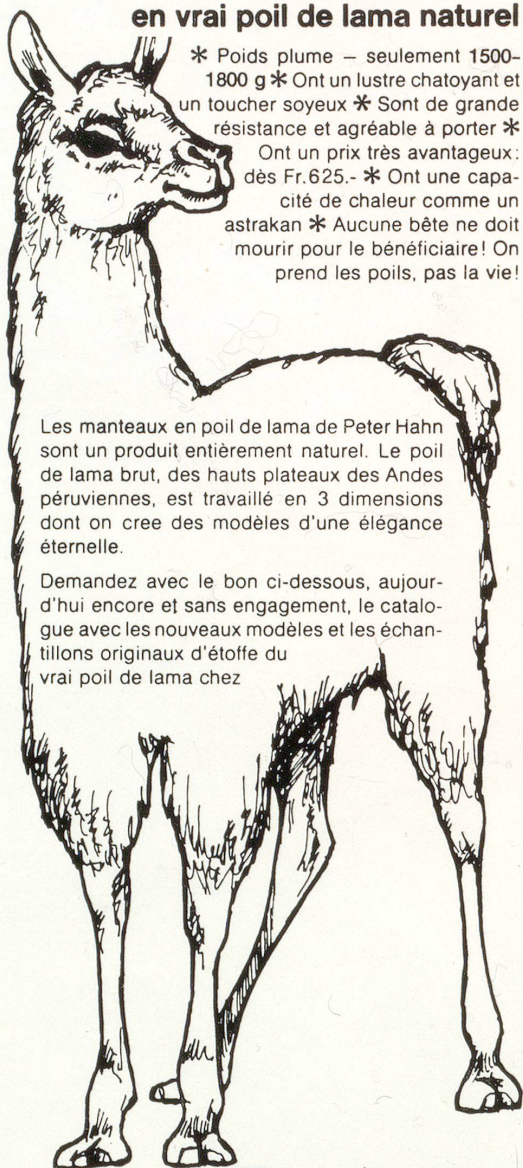 en vrai poil de lama naturel
✻ Poids plume – seulement 1500-
1800 g ✻ Ont un lustre chatoyant et
un toucher soyeux ✻ Sont de grande
résistance et agréable à porter ✻
Ont un prix très avantageux:
dès Fr.625.- ✻ Ont une capa-
cité de chaleur comme un
astrakan ✻ Aucune bête ne doit
mourir pour le bénéficiaire! On
prend les poils, pas la vie!
Les manteaux en poil de lama de Peter Hahn
sont un produit entièrement naturel. Le poil
de lama brut, des hauts plateaux des Andes
péruviennes, est travaillé en 3 dimensions
dont on cree des modèles d'une élégance
éternelle.
Demandez avec le bon ci-dessous, aujour-
d'hui encore et sans engagement, le catalo-
gue avec les nouveaux modèles et les échan-
tillons originaux d'étoffe du
vrai poil de lama chez